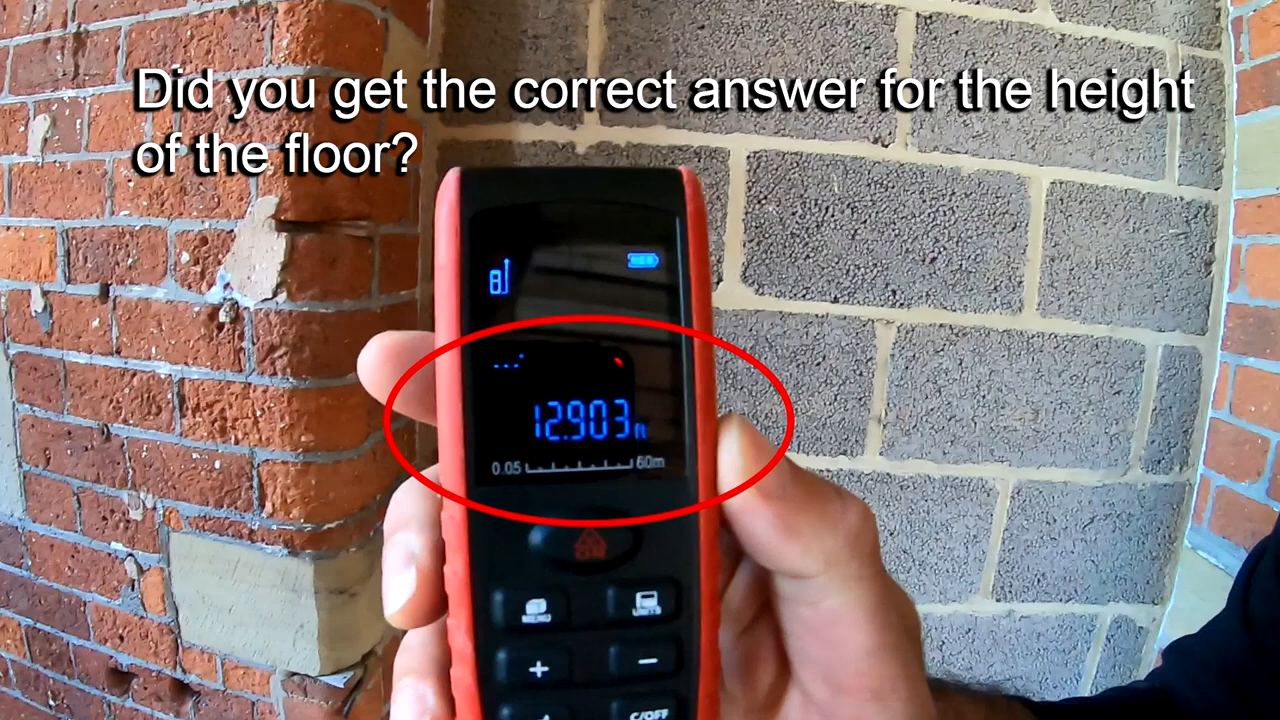 Did you get the correct answer for the height
of the floor?
12.903ft
0.05 60m
MENU UNITS
+ −
C/OFF